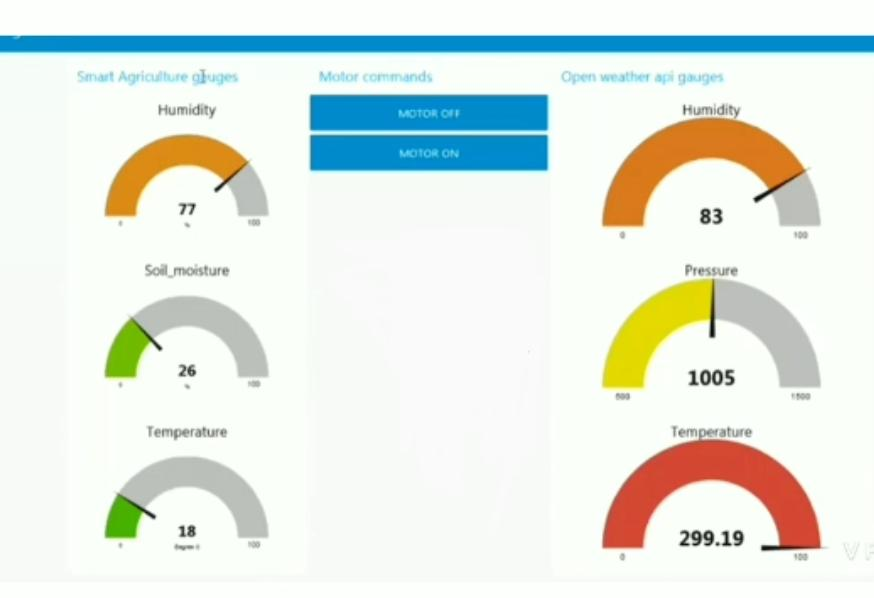 Smart Agriculture gauges
Humidity
77
%
0
100
Soil_moisture
26
%
0
100
Temperature
18
Degree C
0
100
Motor commands
MOTOR OFF
MOTOR ON
Open weather api gauges
Humidity
83
0
100
Pressure
1005
500
1500
Temperature
299.19
0
100